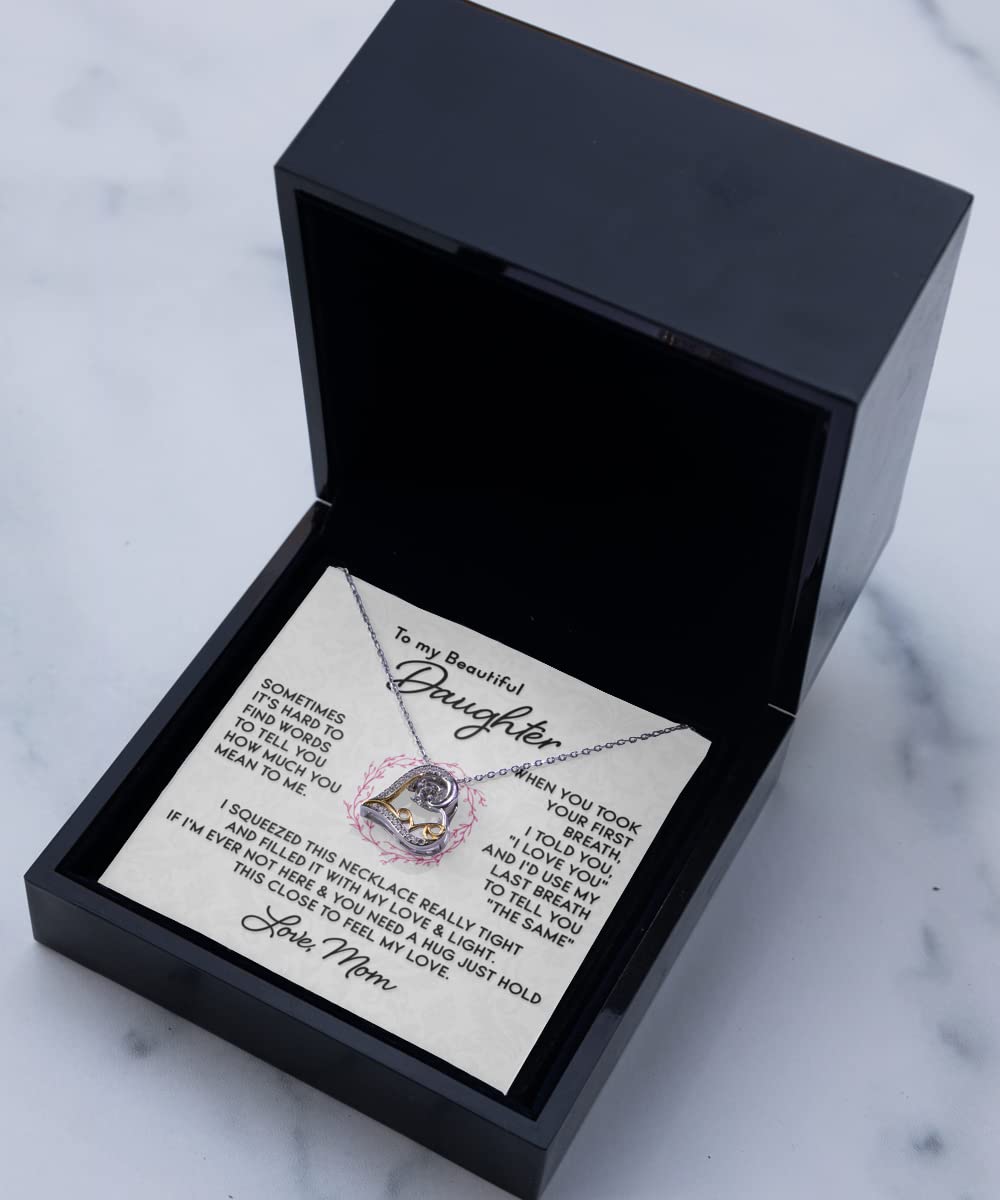 To my Beautiful
Daughter
SOMETIMES
IT'S HARD TO
FIND WORDS
TO TELL YOU
HOW MUCH YOU
MEAN TO ME.
WHEN YOU TOOK
YOUR FIRST
BREATH,
I TOLD YOU,
"I LOVE YOU"
AND I'D USE MY
LAST BREATH
TO TELL YOU
"THE SAME"
I SQUEEZED THIS NECKLACE REALLY TIGHT
AND FILLED IT WITH MY LOVE & LIGHT.
IF I'M EVER NOT HERE & YOU NEED A HUG JUST HOLD
THIS CLOSE TO FEEL MY LOVE.
Love, Mom